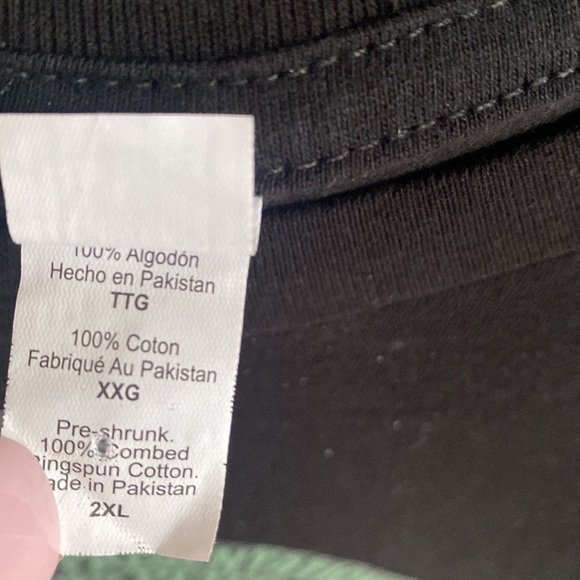 100% Algodón
Hecho en Pakistan
TTG
100% Coton
Fabriqué Au Pakistan
XXG
Pre-shrunk.
100% Combed
ingspun Cotton.
ade in Pakistan
2XL